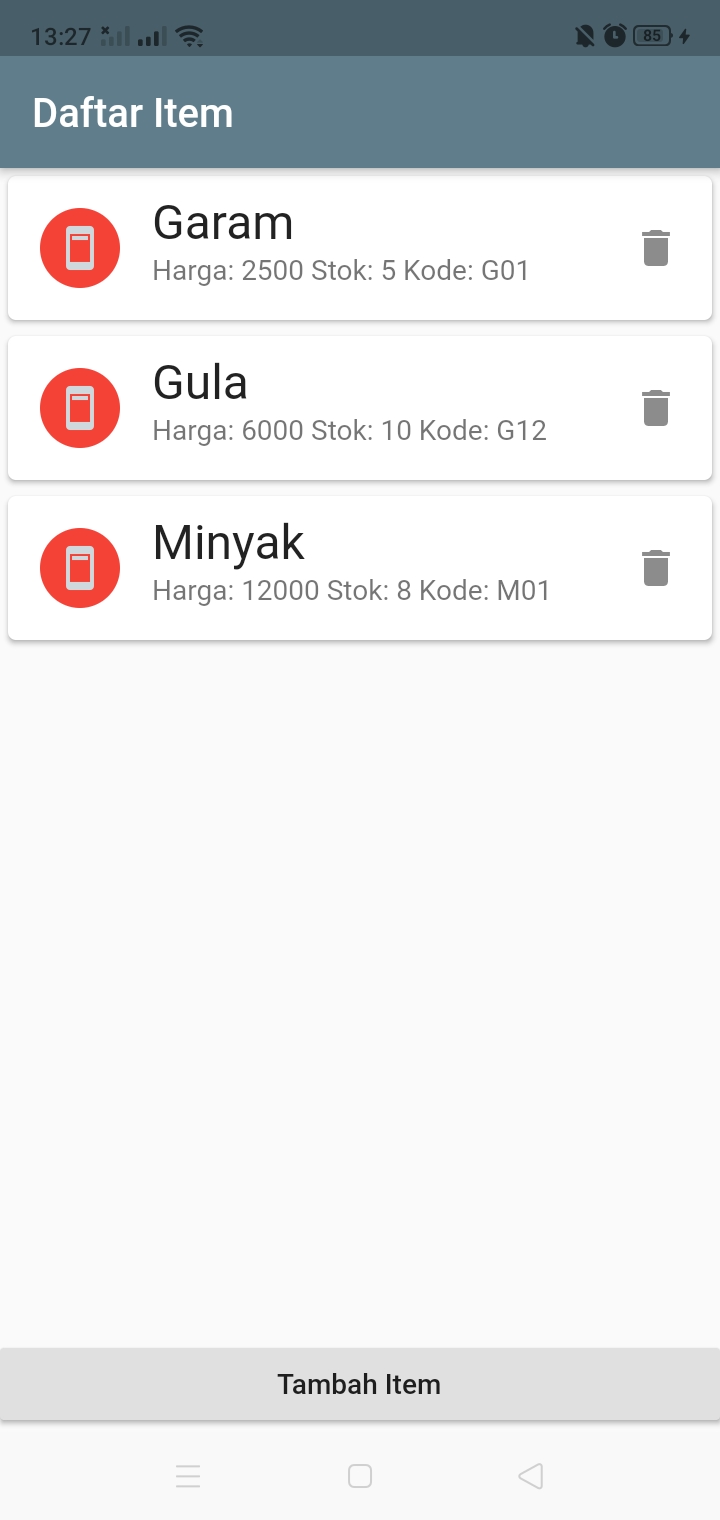 13:27
85
Daftar Item
Garam
Harga: 2500 Stok: 5 Kode: G01
Gula
Harga: 6000 Stok: 10 Kode: G12
Minyak
Harga: 12000 Stok: 8 Kode: M01
Tambah Item